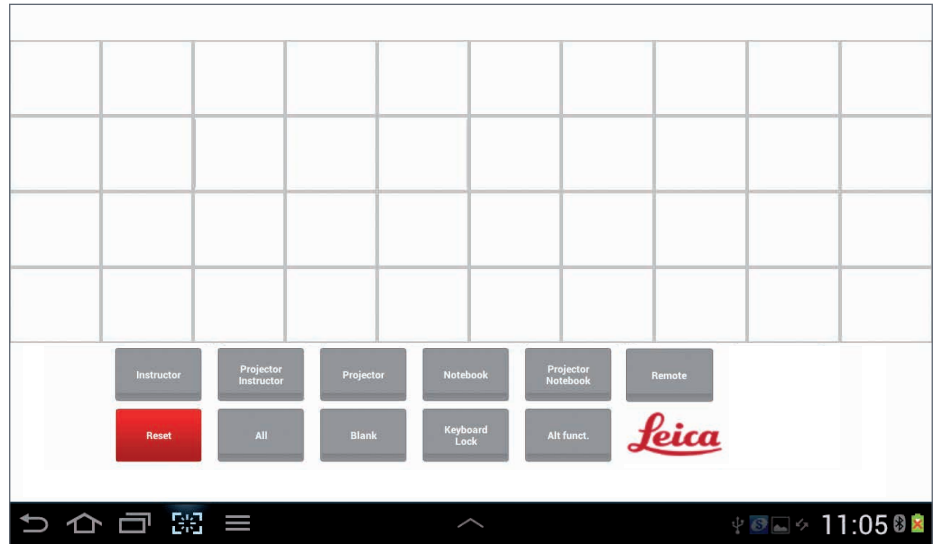 Instructor
Projector
Instructor
Projector
Notebook
Projector
Notebook
Remote
Reset
All
Blank
Keyboard
Lock
Alt funct.
Leica
11:05